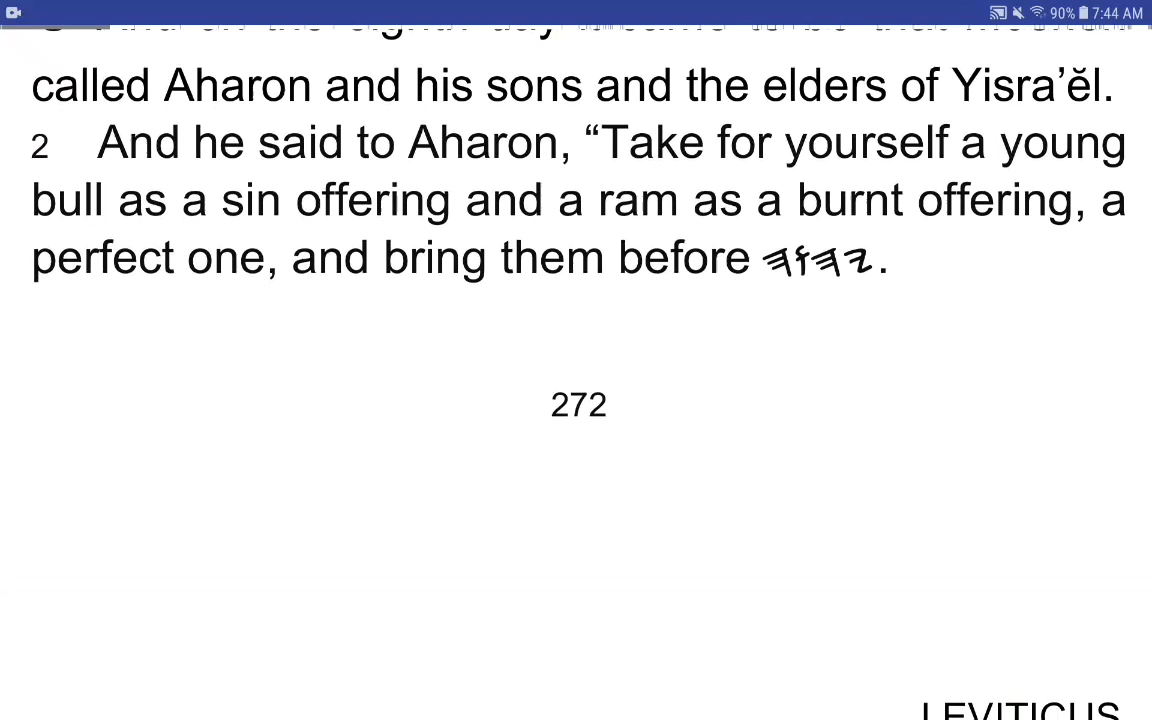 90% 7:44 AM
called Aharon and his sons and the elders of Yisra’ĕl.
2 And he said to Aharon, “Take for yourself a young
bull as a sin offering and a ram as a burnt offering, a
perfect one, and bring them before 𐤉𐤄𐤅𐤄.
272
LEVITICUS